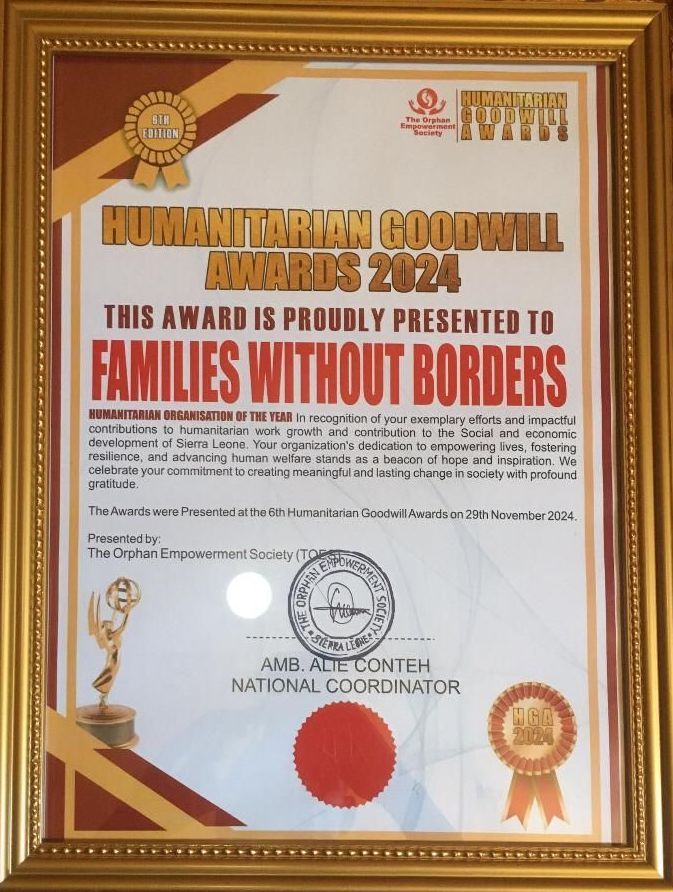 6TH
EDITION
The Orphan
Empowerment
Society
HUMANITARIAN
GOODWILL
AWARDS
HUMANITARIAN GOODWILL
AWARDS 2024
THIS AWARD IS PROUDLY PRESENTED TO
FAMILIES WITHOUT BORDERS
HUMANITARIAN ORGANISATION OF THE YEAR In recognition of your exemplary efforts and impactful
contributions to humanitarian work growth and contribution to the Social and economic
development of Sierra Leone. Your organization's dedication to empowering lives, fostering
resilience, and advancing human welfare stands as a beacon of hope and inspiration. We
celebrate your commitment to creating meaningful and lasting change in society with profound
gratitude.
The Awards were Presented at the 6th Humanitarian Goodwill Awards on 29th November 2024.
Presented by:
The Orphan Empowerment Society (TOES)
THE ORPHAN EMPOWERMENT SOCIETY
SIERRA LEONE
AMB. ALIE CONTEH
NATIONAL COORDINATOR
HGA
2024